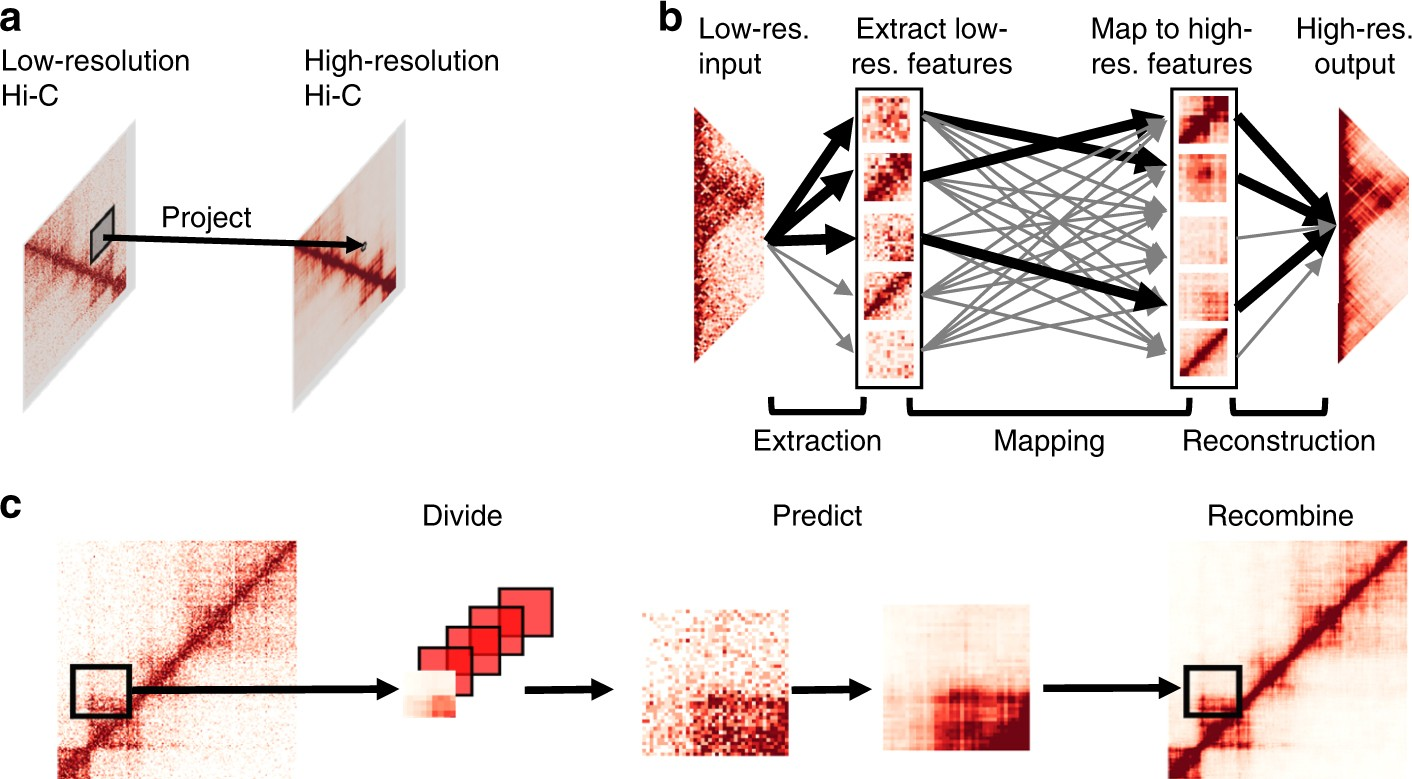 a
Low-resolution
Hi-C
High-resolution
Hi-C
Project
b
Low-res.
input
Extract low-
res. features
Map to high-
res. features
High-res.
output
Extraction
Mapping
Reconstruction
c
Divide
Predict
Recombine